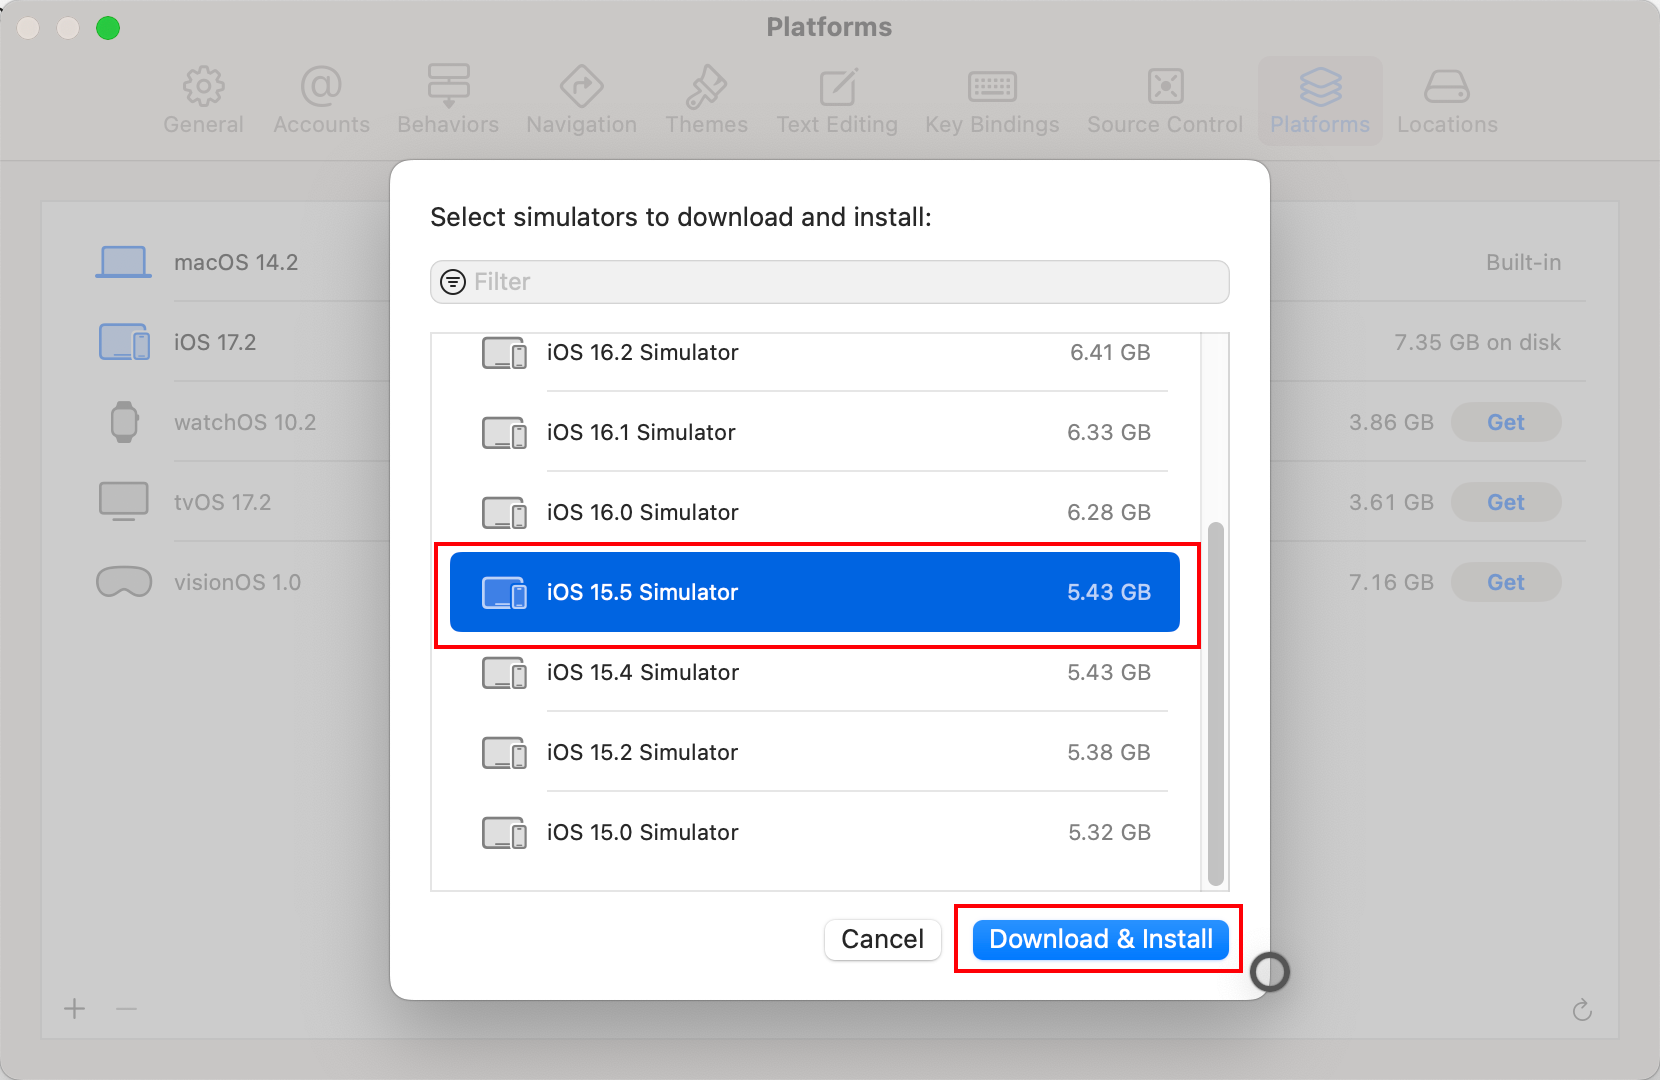 Platforms
General Accounts Behaviors Navigation Themes Text Editing Key Bindings Source Control Platforms Locations
macOS 14.2 Built-in
iOS 17.2 7.35 GB on disk
watchOS 10.2 3.86 GB Get
tvOS 17.2 3.61 GB Get
visionOS 1.0 7.16 GB Get
Select simulators to download and install:
Filter
iOS 16.2 Simulator 6.41 GB
iOS 16.1 Simulator 6.33 GB
iOS 16.0 Simulator 6.28 GB
iOS 15.5 Simulator 5.43 GB
iOS 15.4 Simulator 5.43 GB
iOS 15.2 Simulator 5.38 GB
iOS 15.0 Simulator 5.32 GB
Cancel Download & Install